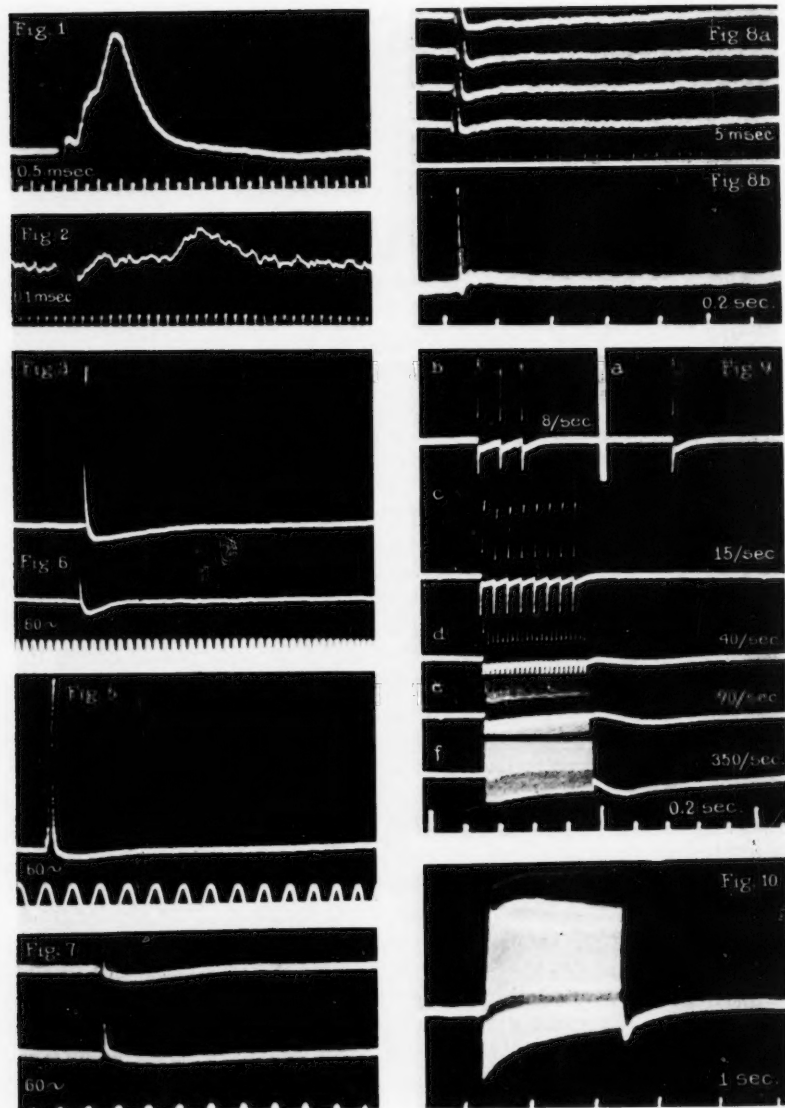 Fig. 1
0.5 msec
Fig. 2
0.1 msec
Fig. 3
Fig. 6
60~
Fig. 5
60~
Fig. 7
60~
Fig 8a
5 msec
Fig. 8b
0.2 sec.
b
a
Fig. 9
8/sec
c
15/sec
d
40/sec
e
90/sec
f
350/sec.
0.2 sec.
Fig. 10
1 sec.